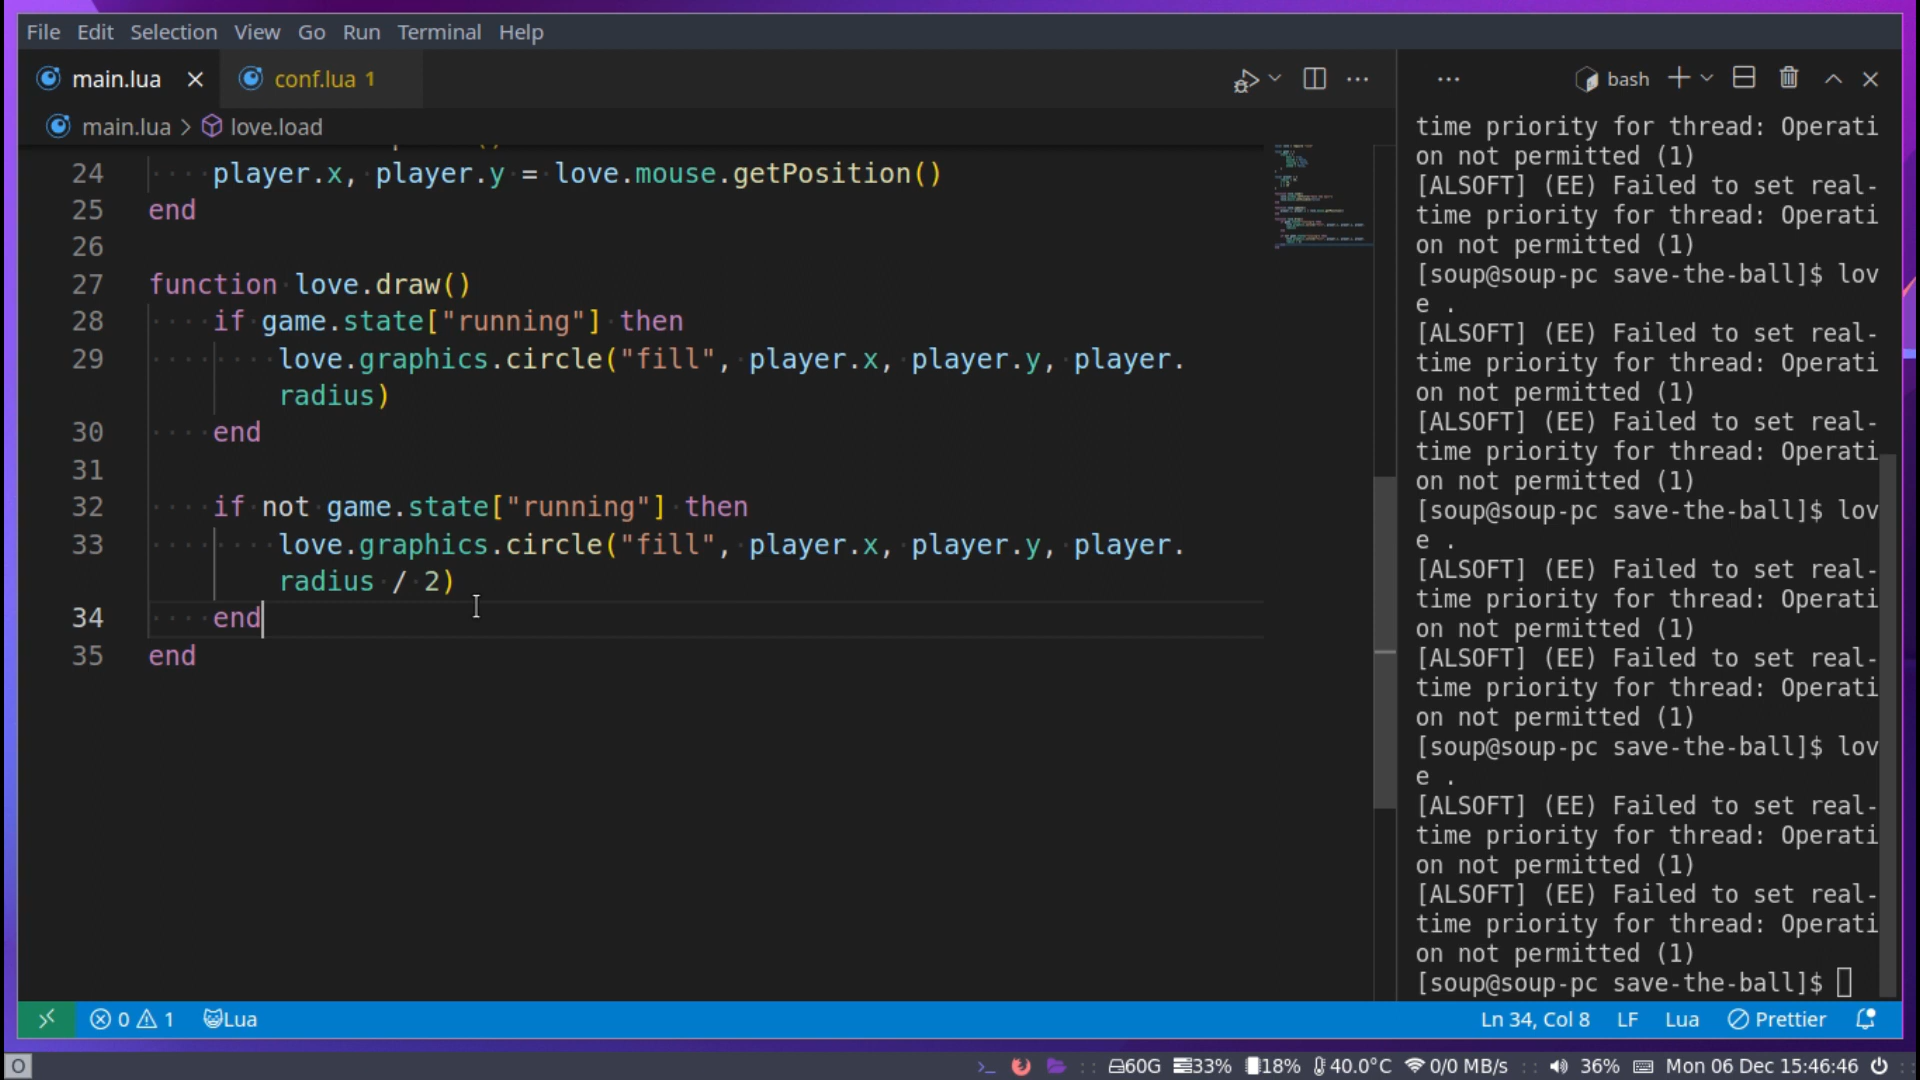 File Edit Selection View Go Run Terminal Help
main.lua conf.lua 1 bash
main.lua > love.load
24 player.x, player.y = love.mouse.getPosition()
25 end
26
27 function love.draw()
28 if game.state["running"] then
29 love.graphics.circle("fill", player.x, player.y, player.
radius)
30 end
31
32 if not game.state["running"] then
33 love.graphics.circle("fill", player.x, player.y, player.
radius / 2)
34 end
35 end
time priority for thread: Operati
on not permitted (1)
[ALSOFT] (EE) Failed to set real-
time priority for thread: Operati
on not permitted (1)
[soup@soup-pc save-the-ball]$ lov
e .
[ALSOFT] (EE) Failed to set real-
time priority for thread: Operati
on not permitted (1)
[ALSOFT] (EE) Failed to set real-
time priority for thread: Operati
on not permitted (1)
[soup@soup-pc save-the-ball]$ lov
e .
[ALSOFT] (EE) Failed to set real-
time priority for thread: Operati
on not permitted (1)
[ALSOFT] (EE) Failed to set real-
time priority for thread: Operati
on not permitted (1)
[soup@soup-pc save-the-ball]$ lov
e .
[ALSOFT] (EE) Failed to set real-
time priority for thread: Operati
on not permitted (1)
[ALSOFT] (EE) Failed to set real-
time priority for thread: Operati
on not permitted (1)
[soup@soup-pc save-the-ball]$
0 1 Lua Ln 34, Col 8 LF Lua Prettier
60G 33% 18% 40.0°C 0/0 MB/s 36% Mon 06 Dec 15:46:46